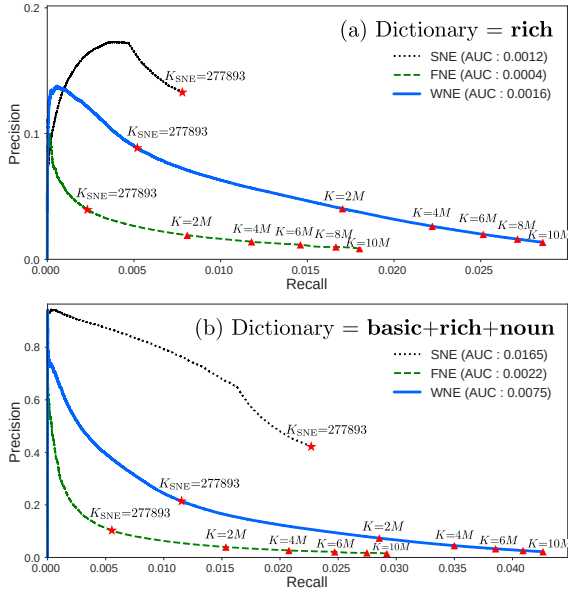 (a) Dictionary = rich
SNE (AUC : 0.0012)
FNE (AUC : 0.0004)
WNE (AUC : 0.0016)
0.2
0.1
0.0
Precision
K_SNE=277893
K_SNE=277893
K_SNE=277893
K=2M
K=4M
K=6M
K=8M
K=10M
K=2M
K=4M
K=6M
K=8M
K=10M
0.000 0.005 0.010 0.015 0.020 0.025
Recall
(b) Dictionary = basic+rich+noun
SNE (AUC : 0.0165)
FNE (AUC : 0.0022)
WNE (AUC : 0.0075)
0.8
0.6
0.4
0.2
0.0
Precision
K_SNE=277893
K_SNE=277893
K_SNE=277893
K=2M
K=4M
K=6M
K=10M
K=2M
K=4M
K=6M
K=10M
0.000 0.005 0.010 0.015 0.020 0.025 0.030 0.035 0.040
Recall